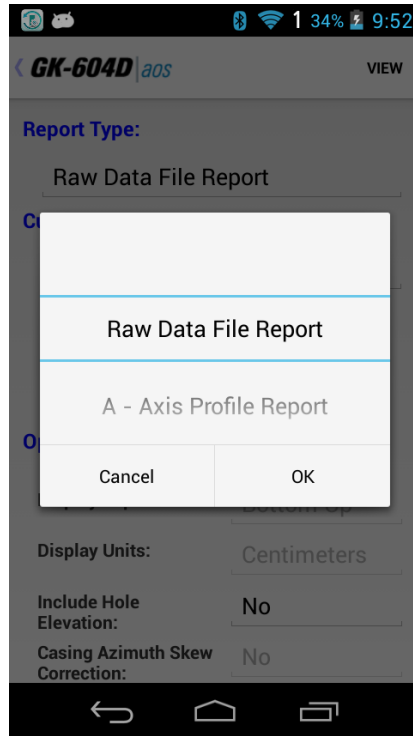 1 34% 9:52
GK-604D aos
VIEW
Report Type:
Raw Data File Report
Raw Data File Report
A - Axis Profile Report
Cancel
OK
Display Units:
Centimeters
Include Hole
Elevation:
No
Casing Azimuth Skew
Correction:
No